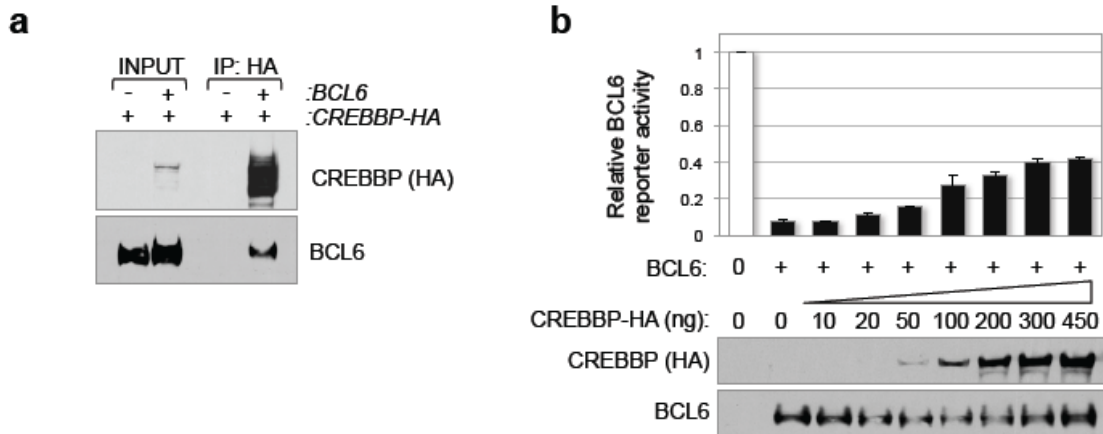 a
INPUT IP: HA
- + - + :BCL6
+ + + + :CREBBP-HA
CREBBP (HA)
BCL6
b
Relative BCL6
reporter activity
1
0.8
0.6
0.4
0.2
0
BCL6: 0 + + + + + + + +
CREBBP-HA (ng): 0 0 10 20 50 100 200 300 450
CREBBP (HA)
BCL6